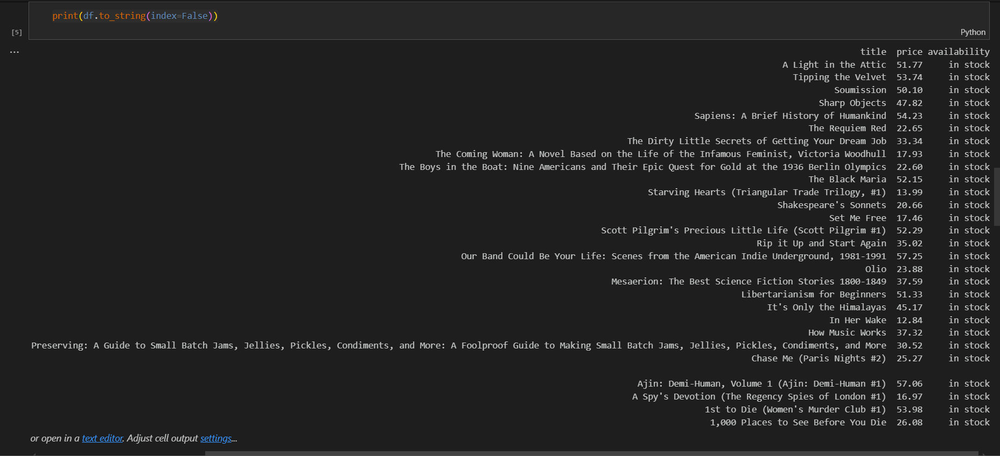 print(df.to_string(index=False))
[5]
Python
...
title price availability
A Light in the Attic 51.77 in stock
Tipping the Velvet 53.74 in stock
Soumission 50.10 in stock
Sharp Objects 47.82 in stock
Sapiens: A Brief History of Humankind 54.23 in stock
The Requiem Red 22.65 in stock
The Dirty Little Secrets of Getting Your Dream Job 33.34 in stock
The Coming Woman: A Novel Based on the Life of the Infamous Feminist, Victoria Woodhull 17.93 in stock
The Boys in the Boat: Nine Americans and Their Epic Quest for Gold at the 1936 Berlin Olympics 22.60 in stock
The Black Maria 52.15 in stock
Starving Hearts (Triangular Trade Trilogy, #1) 13.99 in stock
Shakespeare's Sonnets 20.66 in stock
Set Me Free 17.46 in stock
Scott Pilgrim's Precious Little Life (Scott Pilgrim #1) 52.29 in stock
Rip it Up and Start Again 35.02 in stock
Our Band Could Be Your Life: Scenes from the American Indie Underground, 1981-1991 57.25 in stock
Olio 23.88 in stock
Mesaerion: The Best Science Fiction Stories 1800-1849 37.59 in stock
Libertarianism for Beginners 51.33 in stock
It's Only the Himalayas 45.17 in stock
In Her Wake 12.84 in stock
How Music Works 37.32 in stock
Preserving: A Guide to Small Batch Jams, Jellies, Pickles, Condiments, and More: A Foolproof Guide to Making Small Batch Jams, Jellies, Pickles, Condiments, and More 30.52 in stock
Chase Me (Paris Nights #2) 25.27 in stock
Ajin: Demi-Human, Volume 1 (Ajin: Demi-Human #1) 57.06 in stock
A Spy's Devotion (The Regency Spies of London #1) 16.97 in stock
1st to Die (Women's Murder Club #1) 53.98 in stock
1,000 Places to See Before You Die 26.08 in stock
or open in a text editor. Adjust cell output settings...